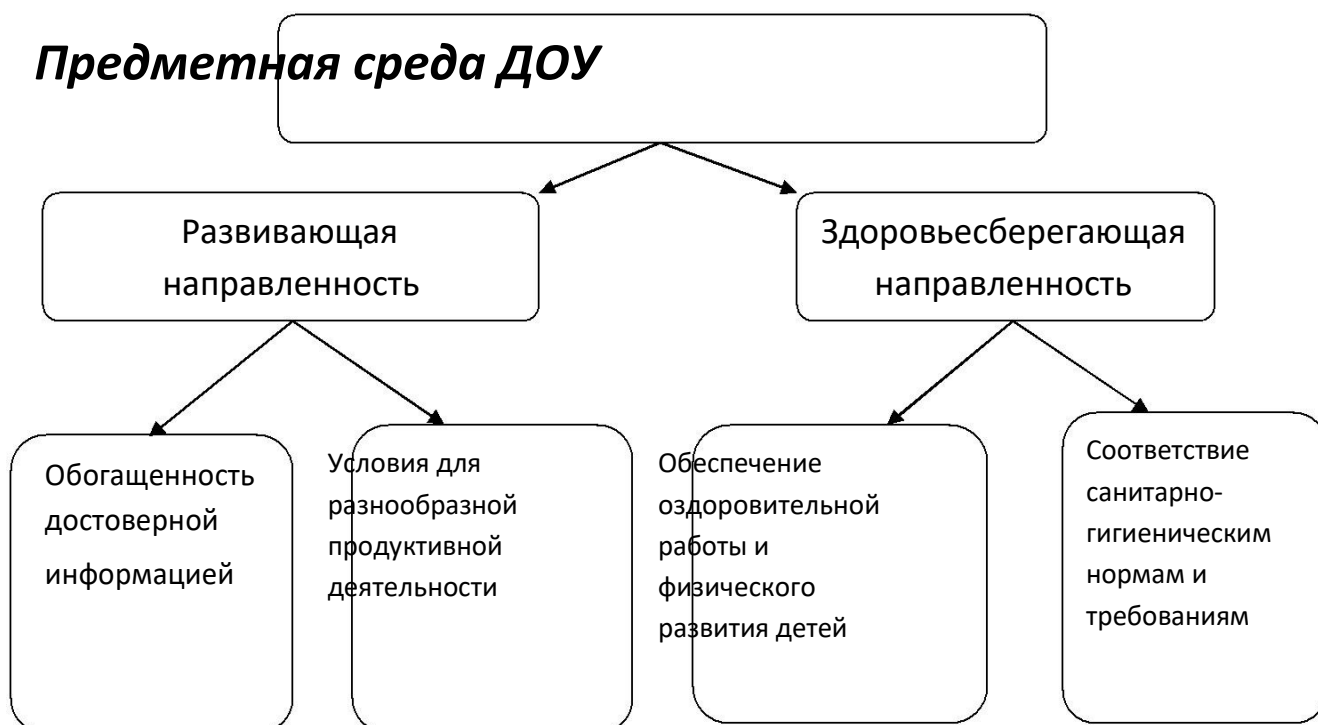 Предметная среда ДОУ
Развивающая
направленность
Здоровьесберегающая
направленность
Обогащенность
достоверной
информацией
Условия для
разнообразной
продуктивной
деятельности
Обеспечение
оздоровительной
работы и
физического
развития детей
Соответствие
санитарно-
гигиеническим
нормам и
требованиям